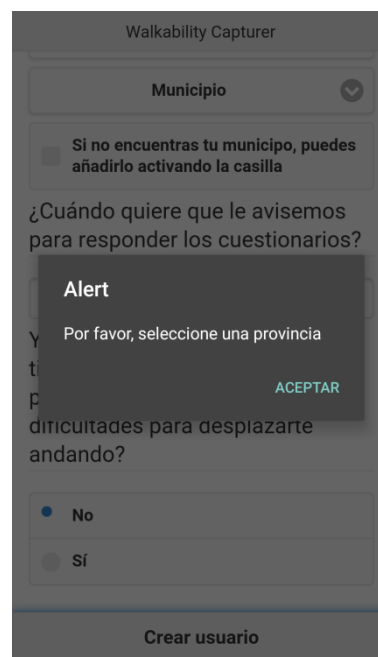 Walkability Capturer
Municipio
Si no encuentras tu municipo, puedes
añadirlo activando la casilla
¿Cuándo quiere que le avisemos
para responder los cuestionarios?
Alert
Por favor, seleccione una provincia
ACEPTAR
dificultades para desplazarte
andando?
No
Sí
Crear usuario